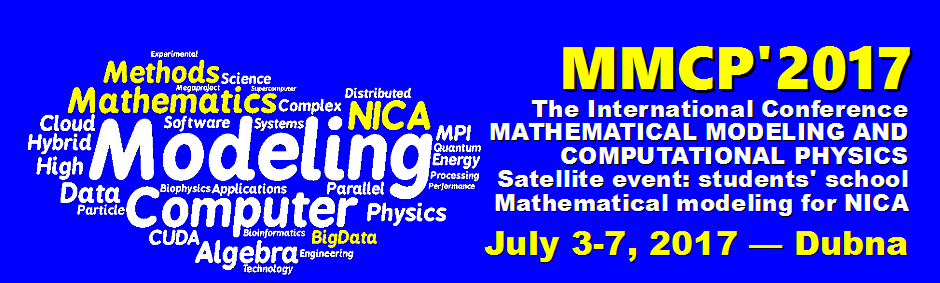 Experimental
Methods Science
Megaproject Supercomputer
Mathematics Complex Distributed
Cloud Software Systems NICA
Hybrid Modeling MPI
High Quantum
Energy
Processing
Performance
Data Biophysics Applications Parallel
Particle Computer Physics
CUDA Bioinformatics BigData
Algebra Engineering
Technology
MMCP'2017
The International Conference
MATHEMATICAL MODELING AND
COMPUTATIONAL PHYSICS
Satellite event: students' school
Mathematical modeling for NICA
July 3-7, 2017 — Dubna